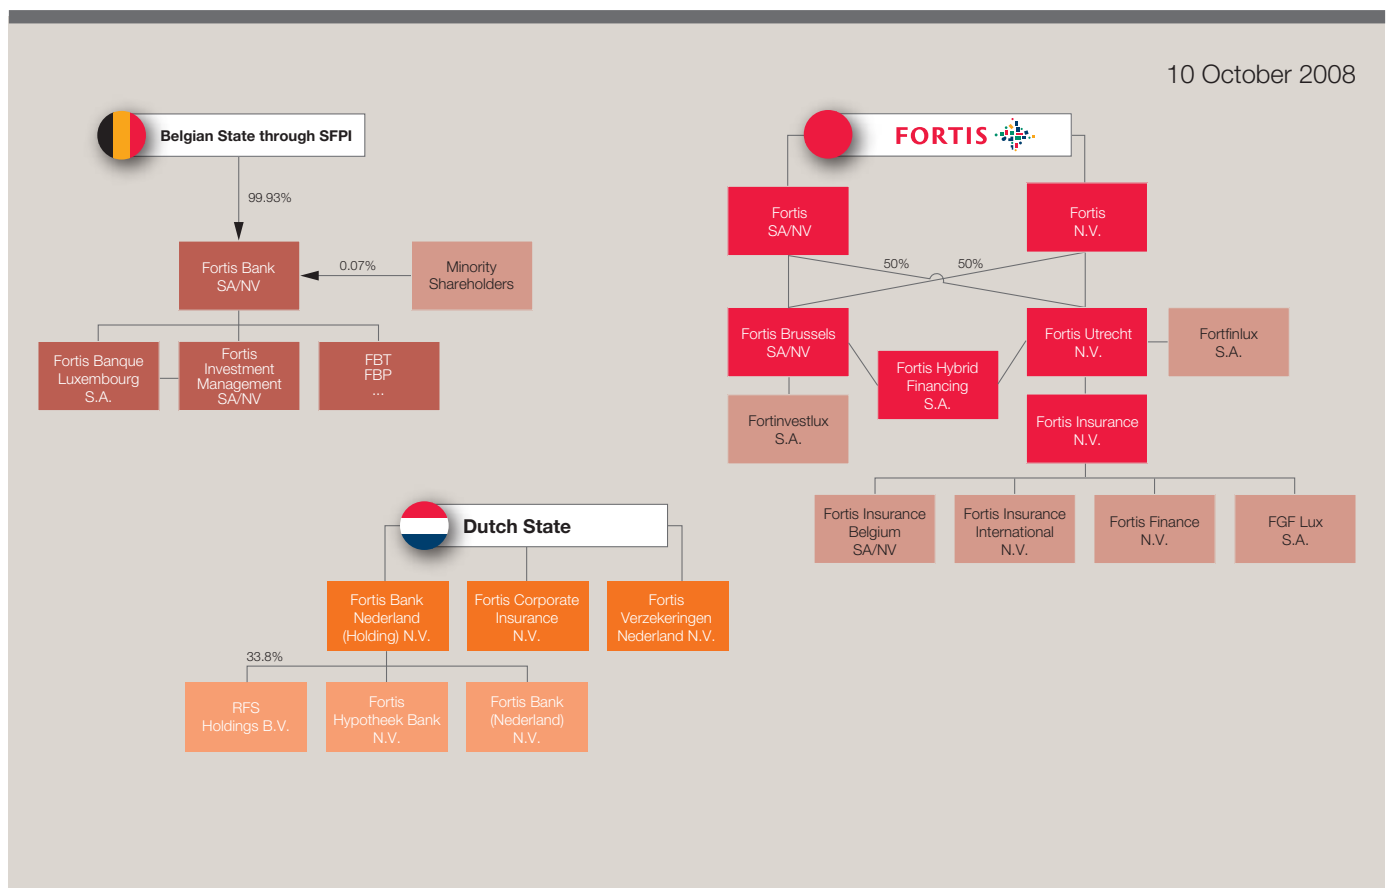 10 October 2008
Belgian State through SFPI
99.93%
Fortis Bank
SA/NV
0.07%
Minority
Shareholders
Fortis Banque
Luxembourg
S.A.
Fortis
Investment
Management
SA/NV
FBT
FBP
...
FORTIS
Fortis
SA/NV
Fortis
N.V.
50%
50%
Fortis Brussels
SA/NV
Fortis Utrecht
N.V.
Fortfinlux
S.A.
Fortis Hybrid
Financing
S.A.
Fortinvestlux
S.A.
Fortis Insurance
N.V.
Fortis Insurance
Belgium
SA/NV
Fortis Insurance
International
N.V.
Fortis Finance
N.V.
FGF Lux
S.A.
Dutch State
Fortis Bank
Nederland
(Holding) N.V.
Fortis Corporate
Insurance
N.V.
Fortis
Verzekeringen
Nederland N.V.
33.8%
RFS
Holdings B.V.
Fortis
Hypotheek Bank
N.V.
Fortis Bank
(Nederland)
N.V.